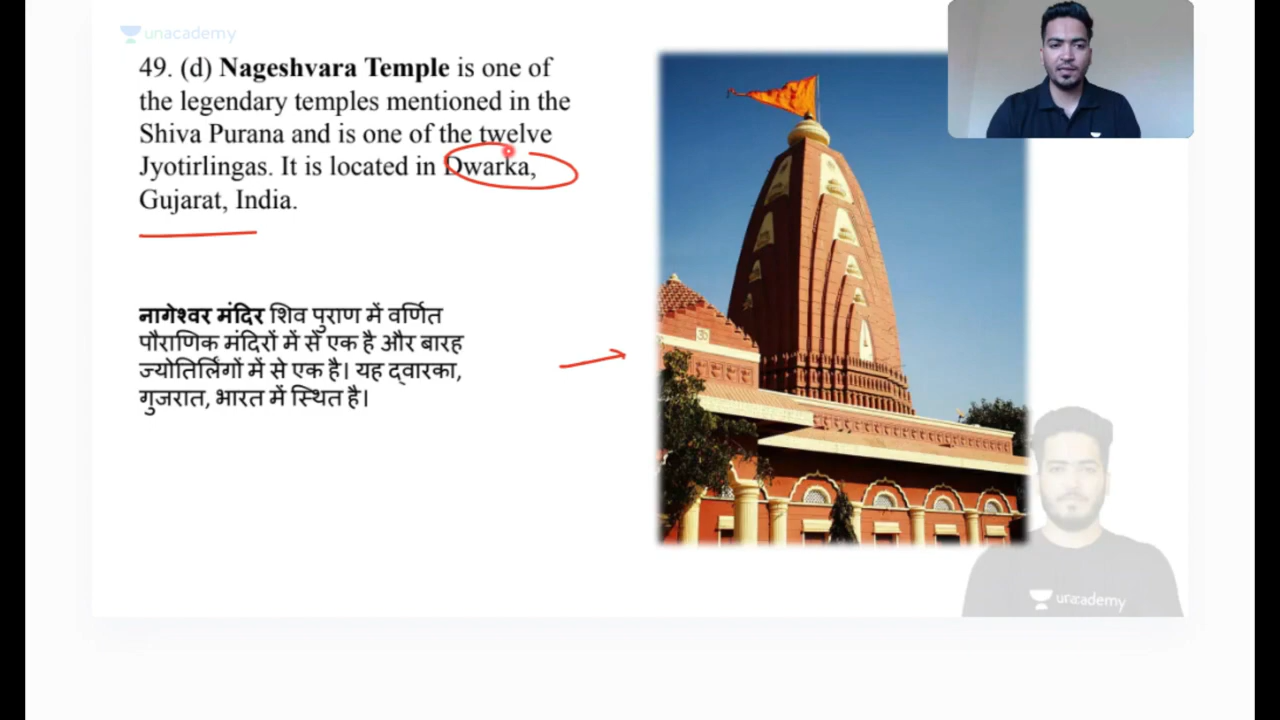 unacademy
49. (d) Nageshvara Temple is one of
the legendary temples mentioned in the
Shiva Purana and is one of the twelve
Jyotirlingas. It is located in Dwarka,
Gujarat, India.
नागेश्वर मंदिर शिव पुराण में वर्णित
पौराणिक मंदिरों में से एक है और बारह
ज्योतिर्लिंगों में से एक है। यह द्वारका,
गुजरात, भारत में स्थित है।
unacademy